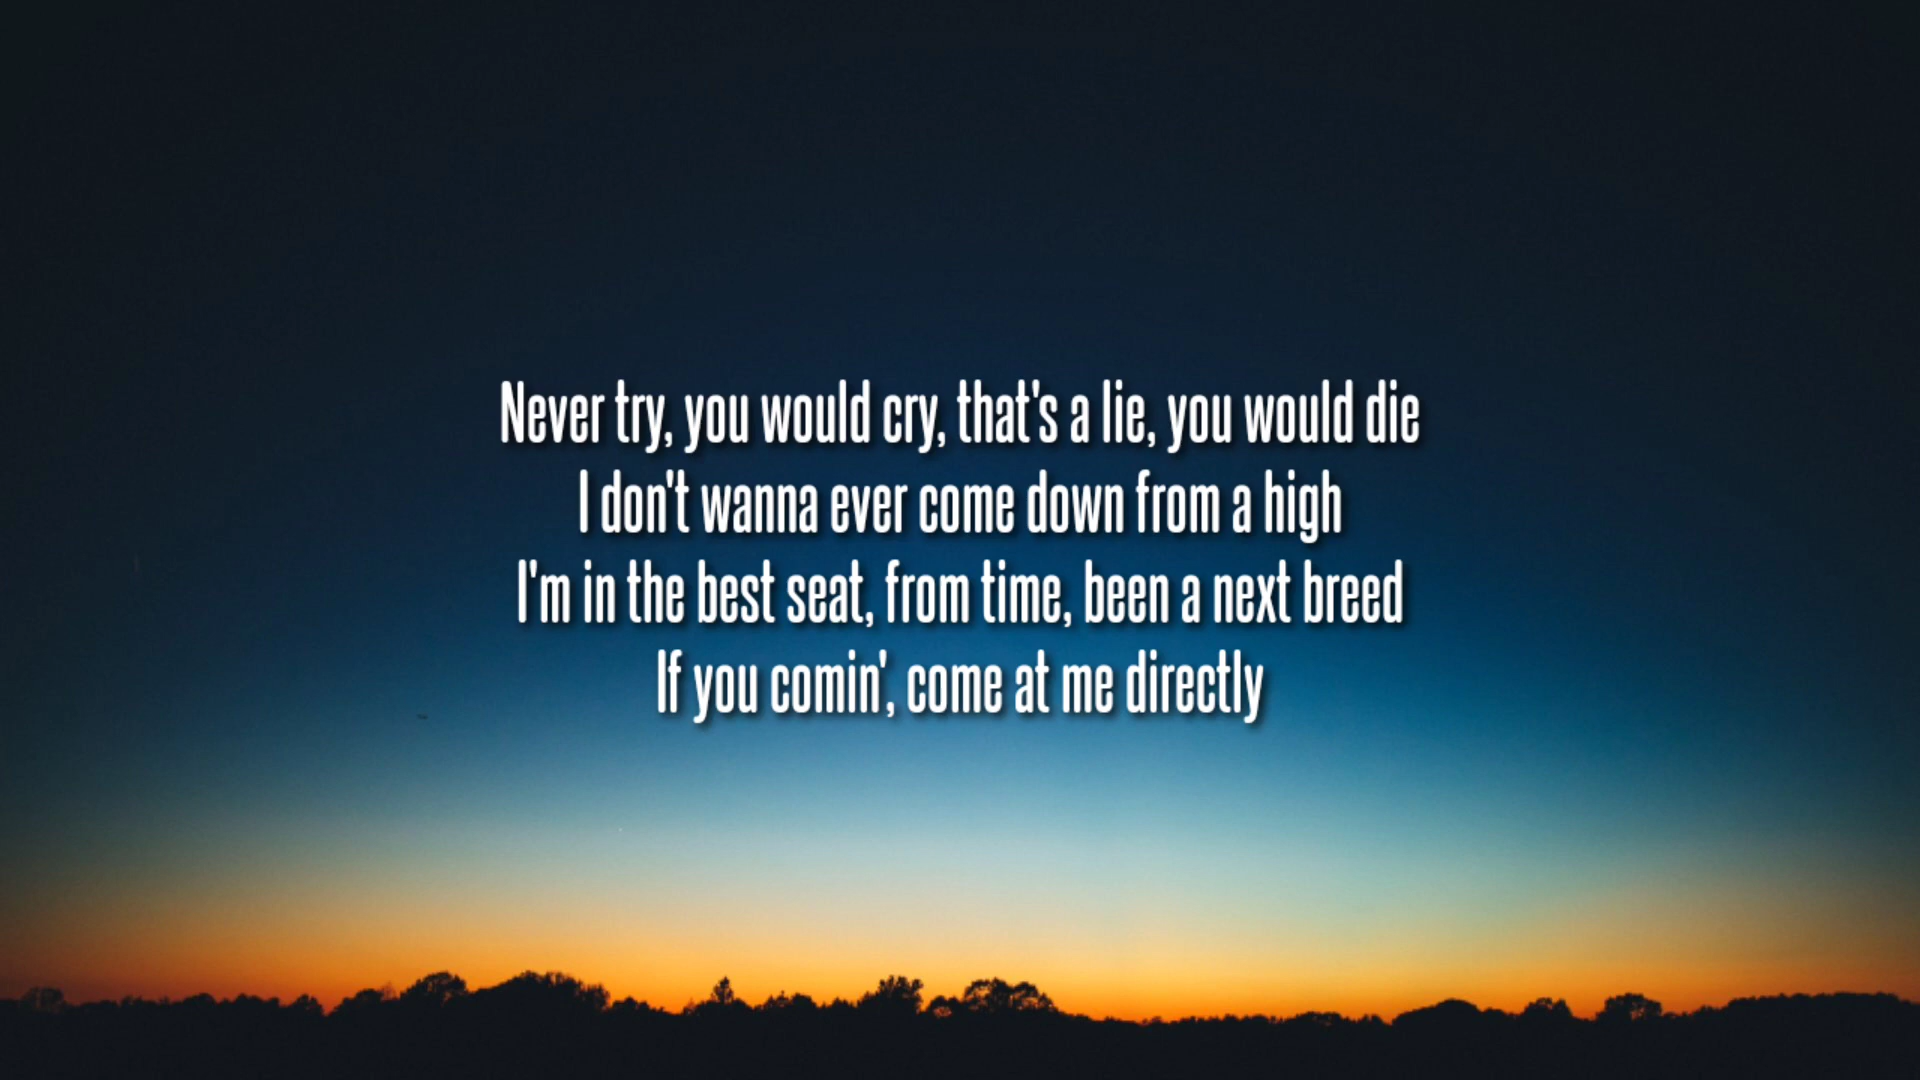 Never try, you would cry, that's a lie, you would die
I don't wanna ever come down from a high
I'm in the best seat, from time, been a next breed
If you comin', come at me directly